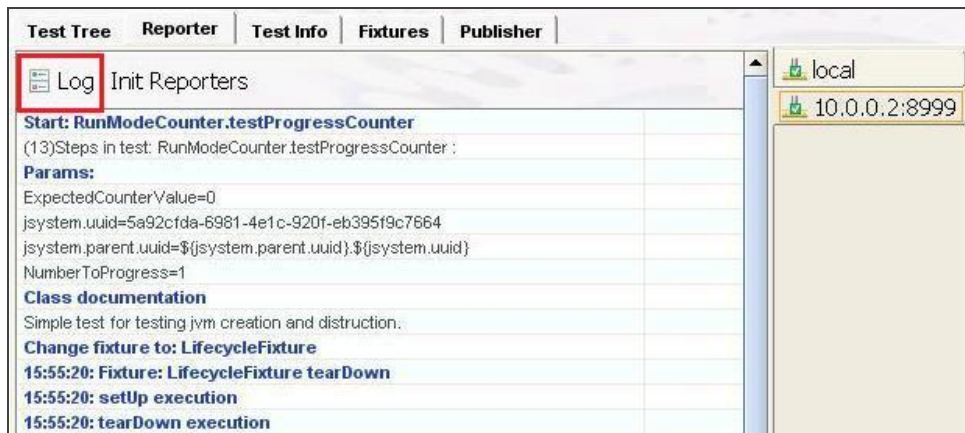 Test Tree Reporter Test Info Fixtures Publisher
Log Init Reporters
Start: RunModeCounter.testProgressCounter
(13)Steps in test: RunModeCounter.testProgressCounter :
Params:
ExpectedCounterValue=0
jsystem.uuid=5a92cfda-6981-4e1c-920f-eb395f9c7664
jsystem.parent.uuid=${jsystem.parent.uuid}.${jsystem.uuid}
NumberToProgress=1
Class documentation
Simple test for testing jvm creation and distruction.
Change fixture to: LifecycleFixture
15:55:20: Fixture: LifecycleFixture tearDown
15:55:20: setUp execution
15:55:20: tearDown execution
local
10.0.0.2:8999